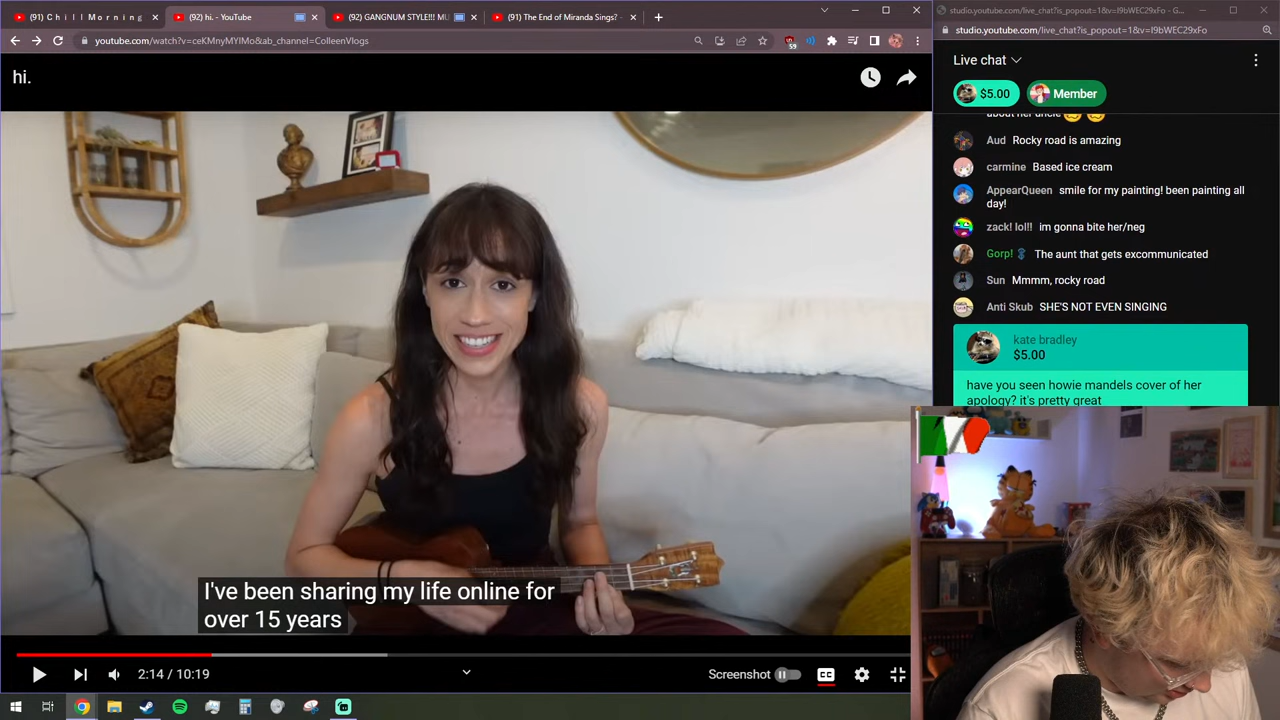 (91) C h i l l M o r n i n g
(92) hi. - YouTube
(92) GANGNUM STYLE!!! MU
(91) The End of Miranda Sings?
youtube.com/watch?v=ceKMnyMYIMo&ab_channel=ColleenVlogs
59
hi.
I've been sharing my life online for
over 15 years
2:14 / 10:19
Screenshot
CC
studio.youtube.com/live_chat?is_popout=1&v=I9bWEC29xFo - G...
studio.youtube.com/live_chat?is_popout=1&v=I9bWEC29xFo
Live chat
$5.00
Member
about her uncle
Aud Rocky road is amazing
carmine Based ice cream
AppearQueen smile for my painting! been painting all
day!
zack! lol!! im gonna bite her/neg
Gorp! The aunt that gets excommunicated
Sun Mmmm, rocky road
Anti Skub SHE'S NOT EVEN SINGING
kate bradley
$5.00
have you seen howie mandels cover of her
apology? it's pretty great